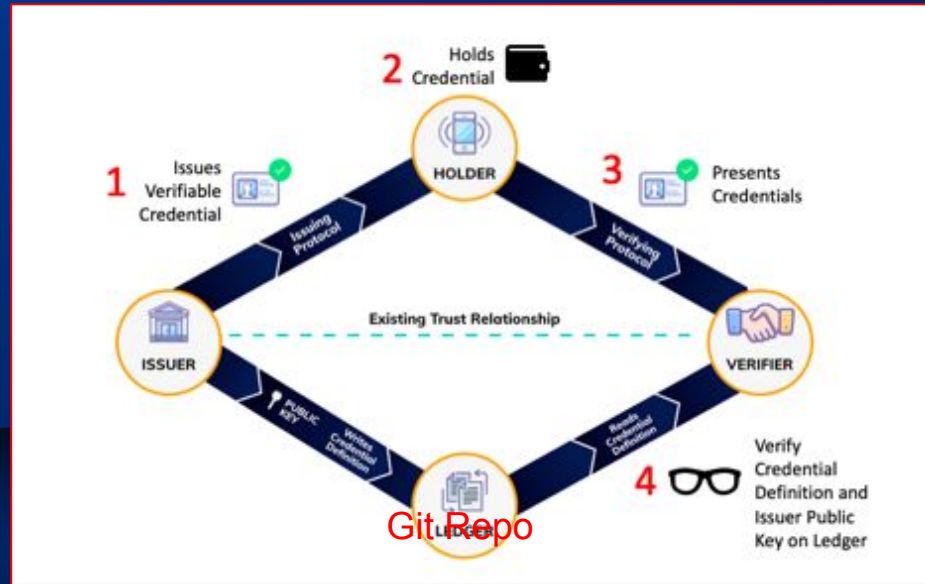 2
Holds
Credential
HOLDER
1
Issues
Verifiable
Credential
3
Presents
Credentials
Issuing
Protocol
Verifying
Protocol
Existing Trust Relationship
ISSUER
VERIFIER
PUBLIC
KEY
Writes
Credential
Definition
Reads
Credential
Definition
4
Verify
Credential
Definition and
Issuer Public
Key on Ledger
LEDGER
Git Repo